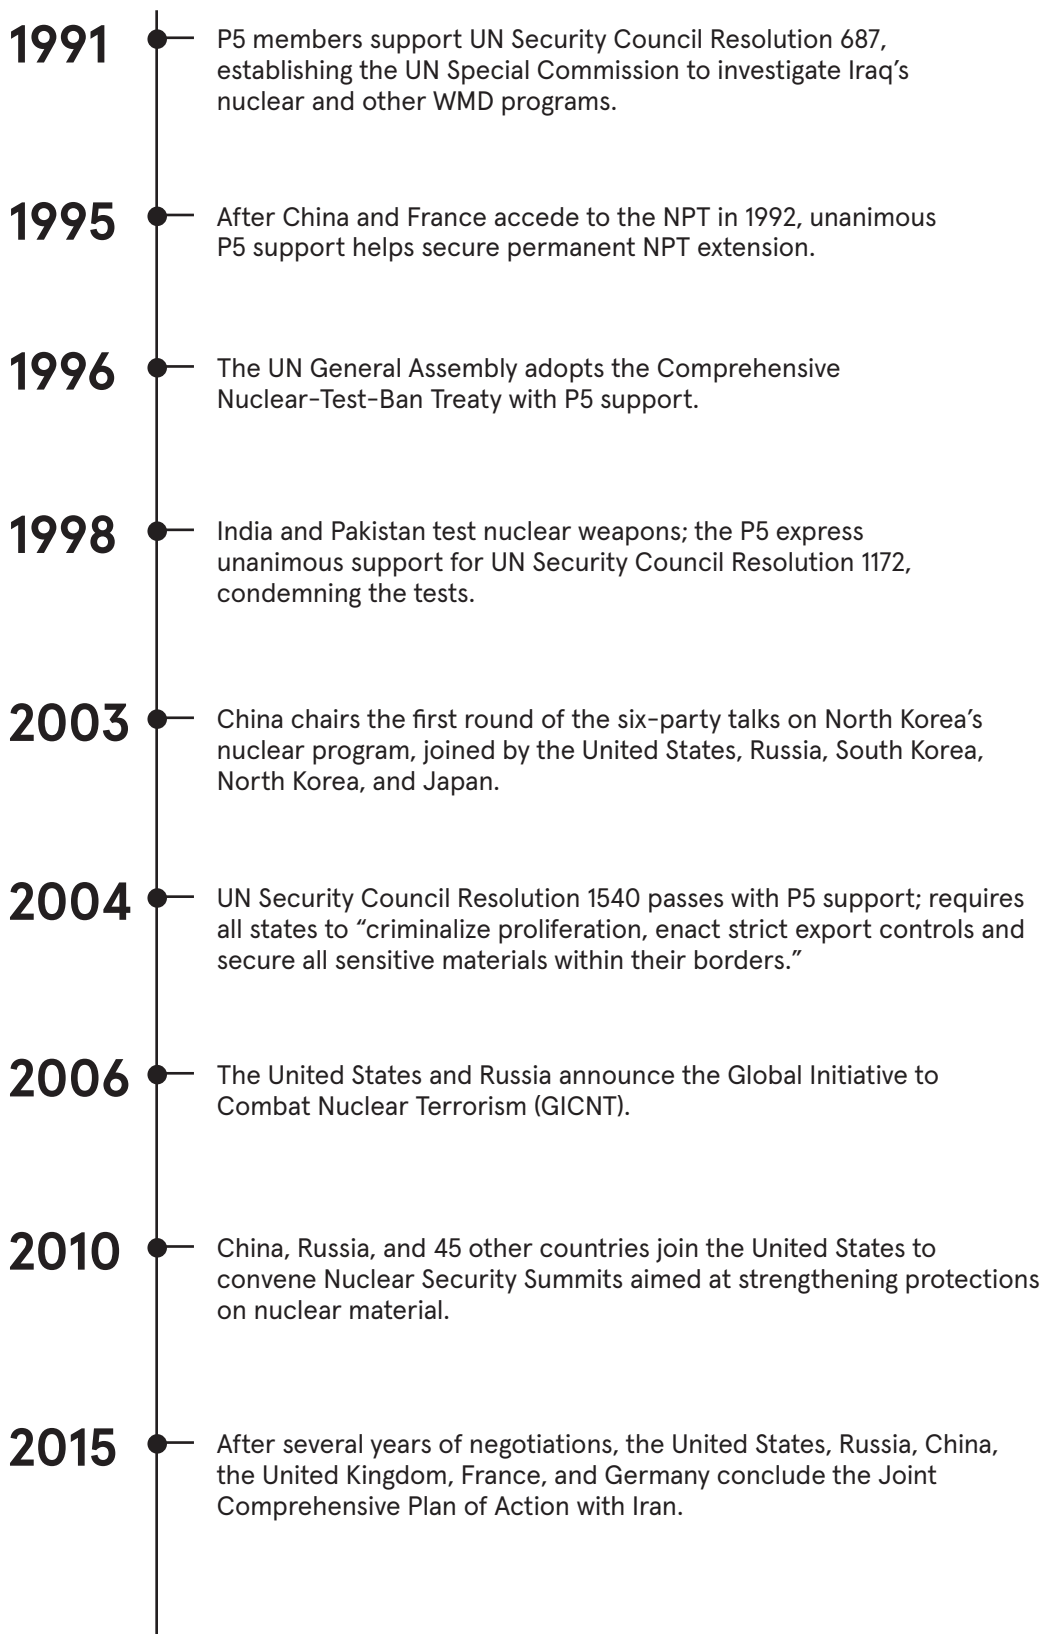 1991
P5 members support UN Security Council Resolution 687,
establishing the UN Special Commission to investigate Iraq’s
nuclear and other WMD programs.
1995
After China and France accede to the NPT in 1992, unanimous
P5 support helps secure permanent NPT extension.
1996
The UN General Assembly adopts the Comprehensive
Nuclear-Test-Ban Treaty with P5 support.
1998
India and Pakistan test nuclear weapons; the P5 express
unanimous support for UN Security Council Resolution 1172,
condemning the tests.
2003
China chairs the first round of the six-party talks on North Korea’s
nuclear program, joined by the United States, Russia, South Korea,
North Korea, and Japan.
2004
UN Security Council Resolution 1540 passes with P5 support; requires
all states to “criminalize proliferation, enact strict export controls and
secure all sensitive materials within their borders.”
2006
The United States and Russia announce the Global Initiative to
Combat Nuclear Terrorism (GICNT).
2010
China, Russia, and 45 other countries join the United States to
convene Nuclear Security Summits aimed at strengthening protections
on nuclear material.
2015
After several years of negotiations, the United States, Russia, China,
the United Kingdom, France, and Germany conclude the Joint
Comprehensive Plan of Action with Iran.